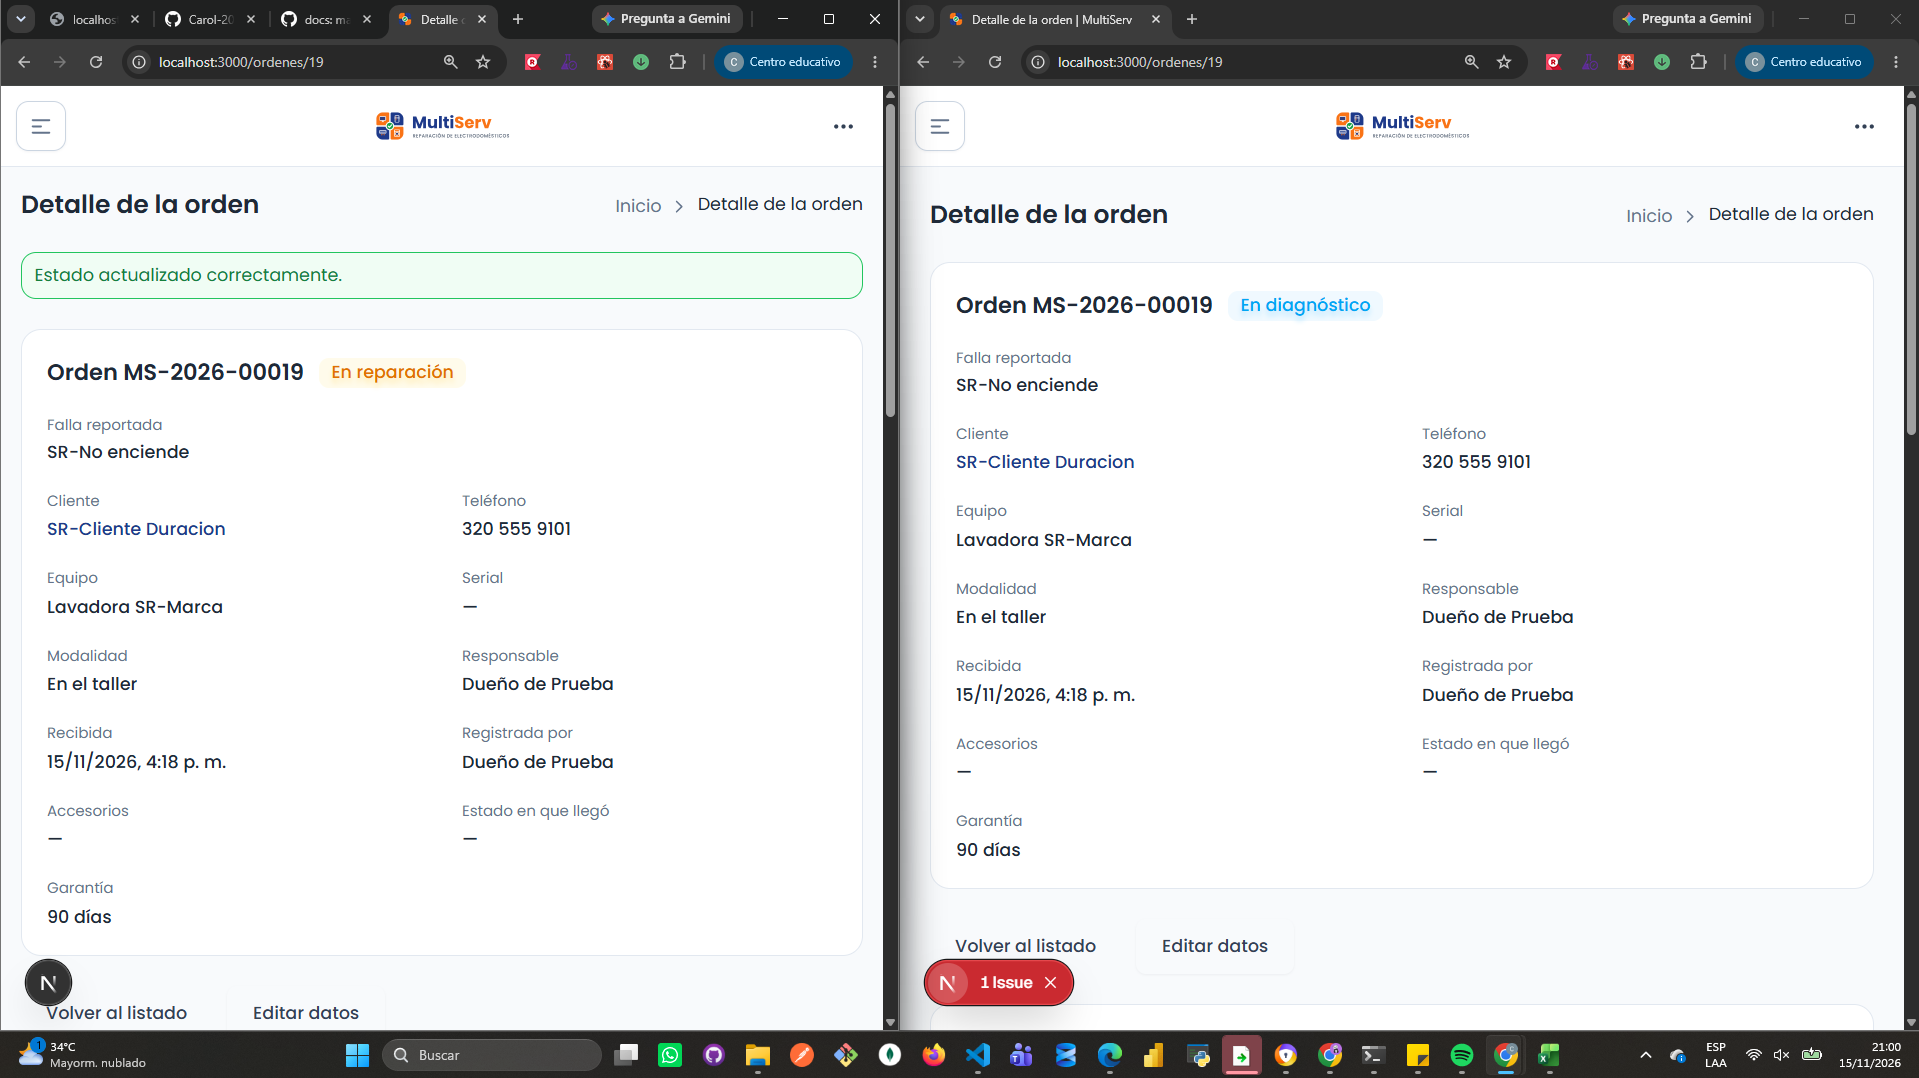 localhos
Carol-20
docs: ma
Detalle d
Pregunta a Gemini
localhost:3000/ordenes/19
C Centro educativo
MultiServ
REPARACIÓN DE ELECTRODOMÉSTICOS
Detalle de la orden
Inicio > Detalle de la orden
Estado actualizado correctamente.
Orden MS-2026-00019 En reparación
Falla reportada
SR-No enciende
Cliente Teléfono
SR-Cliente Duracion 320 555 9101
Equipo Serial
Lavadora SR-Marca —
Modalidad Responsable
En el taller Dueño de Prueba
Recibida Registrada por
15/11/2026, 4:18 p. m. Dueño de Prueba
Accesorios Estado en que llegó
— —
Garantía
90 días
N
Volver al listado Editar datos
Detalle de la orden | MultiServ
Pregunta a Gemini
localhost:3000/ordenes/19
C Centro educativo
MultiServ
REPARACIÓN DE ELECTRODOMÉSTICOS
Detalle de la orden
Inicio > Detalle de la orden
Orden MS-2026-00019 En diagnóstico
Falla reportada
SR-No enciende
Cliente Teléfono
SR-Cliente Duracion 320 555 9101
Equipo Serial
Lavadora SR-Marca —
Modalidad Responsable
En el taller Dueño de Prueba
Recibida Registrada por
15/11/2026, 4:18 p. m. Dueño de Prueba
Accesorios Estado en que llegó
— —
Garantía
90 días
Volver al listado Editar datos
N 1 Issue
1
34°C
Mayorm. nublado
Buscar
ESP
LAA
21:00
15/11/2026